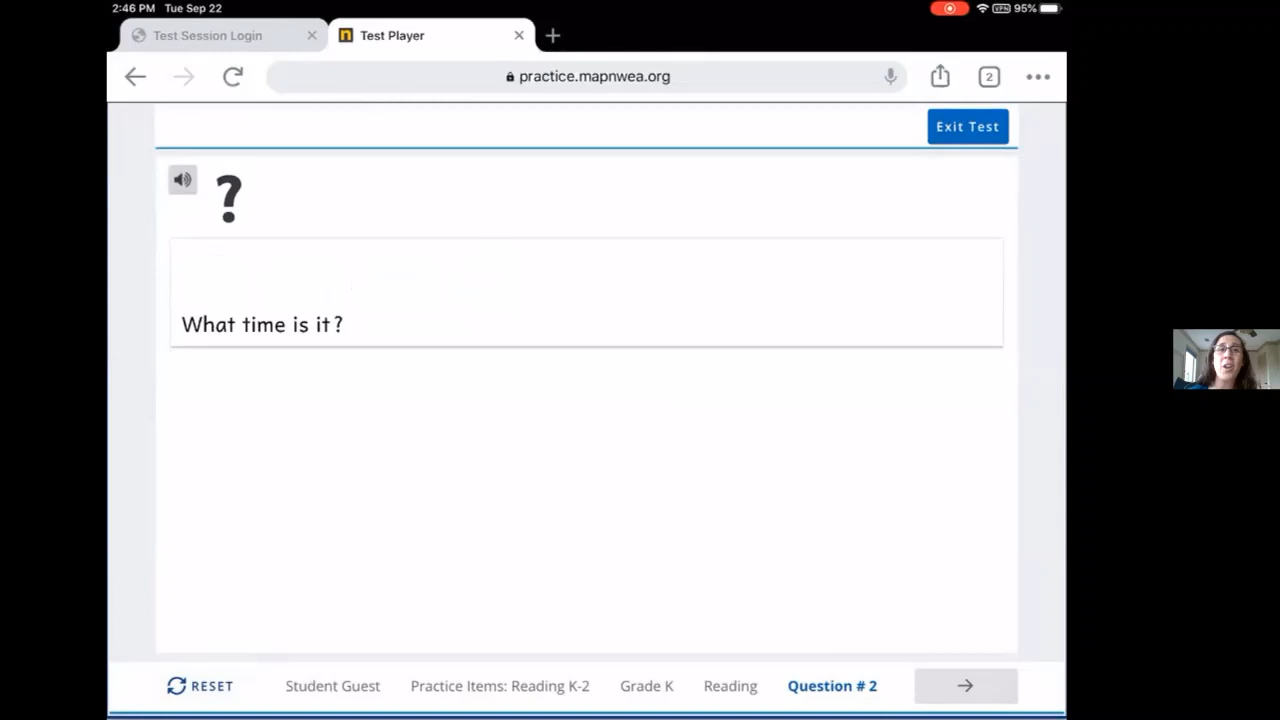 2:46 PM Tue Sep 22 VPN 95%
Test Session Login Test Player
practice.mapnwea.org 2
Exit Test
?
What time is it?
RESET Student Guest Practice Items: Reading K-2 Grade K Reading Question # 2